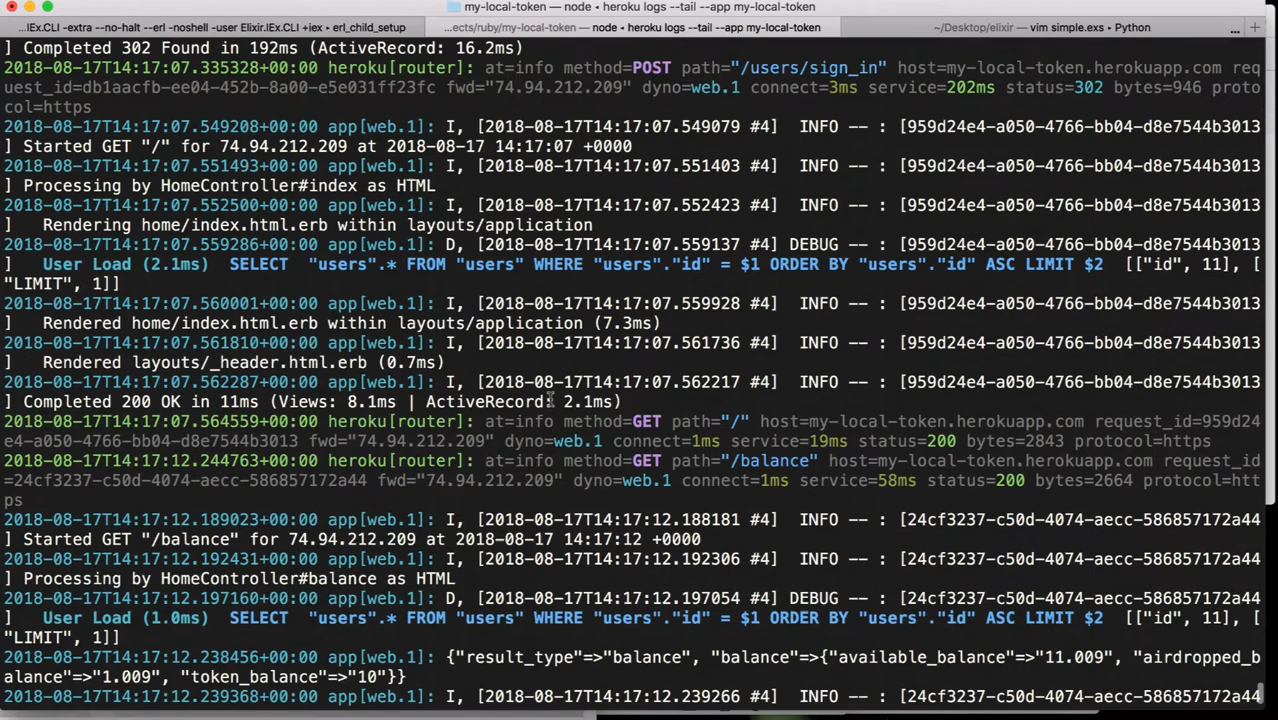 my-local-token — node ◂ heroku logs --tail --app my-local-token
...IEx.CLI -extra --no-halt --erl -noshell -user Elixir.IEx.CLI +iex ▸ erl_child_setup
...ects/ruby/my-local-token — node ◂ heroku logs --tail --app my-local-token
~/Desktop/elixir — vim simple.exs ▸ Python
... +
] Completed 302 Found in 192ms (ActiveRecord: 16.2ms)
2018-08-17T14:17:07.335328+00:00 heroku[router]: at=info method=POST path="/users/sign_in" host=my-local-token.herokuapp.com req
uest_id=db1aacfb-ee04-452b-8a00-e5e031ff23fc fwd="74.94.212.209" dyno=web.1 connect=3ms service=202ms status=302 bytes=946 proto
col=https
2018-08-17T14:17:07.549208+00:00 app[web.1]: I, [2018-08-17T14:17:07.549079 #4]  INFO -- : [959d24e4-a050-4766-bb04-d8e7544b3013
] Started GET "/" for 74.94.212.209 at 2018-08-17 14:17:07 +0000
2018-08-17T14:17:07.551493+00:00 app[web.1]: I, [2018-08-17T14:17:07.551403 #4]  INFO -- : [959d24e4-a050-4766-bb04-d8e7544b3013
] Processing by HomeController#index as HTML
2018-08-17T14:17:07.552500+00:00 app[web.1]: I, [2018-08-17T14:17:07.552423 #4]  INFO -- : [959d24e4-a050-4766-bb04-d8e7544b3013
]   Rendering home/index.html.erb within layouts/application
2018-08-17T14:17:07.559286+00:00 app[web.1]: D, [2018-08-17T14:17:07.559137 #4] DEBUG -- : [959d24e4-a050-4766-bb04-d8e7544b3013
]   User Load (2.1ms)  SELECT  "users".* FROM "users" WHERE "users"."id" = $1 ORDER BY "users"."id" ASC LIMIT $2  [["id", 11], [
"LIMIT", 1]]
2018-08-17T14:17:07.560001+00:00 app[web.1]: I, [2018-08-17T14:17:07.559928 #4]  INFO -- : [959d24e4-a050-4766-bb04-d8e7544b3013
]   Rendered home/index.html.erb within layouts/application (7.3ms)
2018-08-17T14:17:07.561810+00:00 app[web.1]: I, [2018-08-17T14:17:07.561736 #4]  INFO -- : [959d24e4-a050-4766-bb04-d8e7544b3013
]   Rendered layouts/_header.html.erb (0.7ms)
2018-08-17T14:17:07.562287+00:00 app[web.1]: I, [2018-08-17T14:17:07.562217 #4]  INFO -- : [959d24e4-a050-4766-bb04-d8e7544b3013
] Completed 200 OK in 11ms (Views: 8.1ms | ActiveRecord: 2.1ms)
2018-08-17T14:17:07.564559+00:00 heroku[router]: at=info method=GET path="/" host=my-local-token.herokuapp.com request_id=959d24
e4-a050-4766-bb04-d8e7544b3013 fwd="74.94.212.209" dyno=web.1 connect=1ms service=19ms status=200 bytes=2843 protocol=https
2018-08-17T14:17:12.244763+00:00 heroku[router]: at=info method=GET path="/balance" host=my-local-token.herokuapp.com request_id
=24cf3237-c50d-4074-aecc-586857172a44 fwd="74.94.212.209" dyno=web.1 connect=1ms service=58ms status=200 bytes=2664 protocol=htt
ps
2018-08-17T14:17:12.189023+00:00 app[web.1]: I, [2018-08-17T14:17:12.188181 #4]  INFO -- : [24cf3237-c50d-4074-aecc-586857172a44
] Started GET "/balance" for 74.94.212.209 at 2018-08-17 14:17:12 +0000
2018-08-17T14:17:12.192431+00:00 app[web.1]: I, [2018-08-17T14:17:12.192306 #4]  INFO -- : [24cf3237-c50d-4074-aecc-586857172a44
] Processing by HomeController#balance as HTML
2018-08-17T14:17:12.197160+00:00 app[web.1]: D, [2018-08-17T14:17:12.197054 #4] DEBUG -- : [24cf3237-c50d-4074-aecc-586857172a44
]   User Load (1.0ms)  SELECT  "users".* FROM "users" WHERE "users"."id" = $1 ORDER BY "users"."id" ASC LIMIT $2  [["id", 11], [
"LIMIT", 1]]
2018-08-17T14:17:12.238456+00:00 app[web.1]: {"result_type"=>"balance", "balance"=>{"available_balance"=>"11.009", "airdropped_b
alance"=>"1.009", "token_balance"=>"10"}}
2018-08-17T14:17:12.239368+00:00 app[web.1]: I, [2018-08-17T14:17:12.239266 #4]  INFO -- : [24cf3237-c50d-4074-aecc-586857172a44